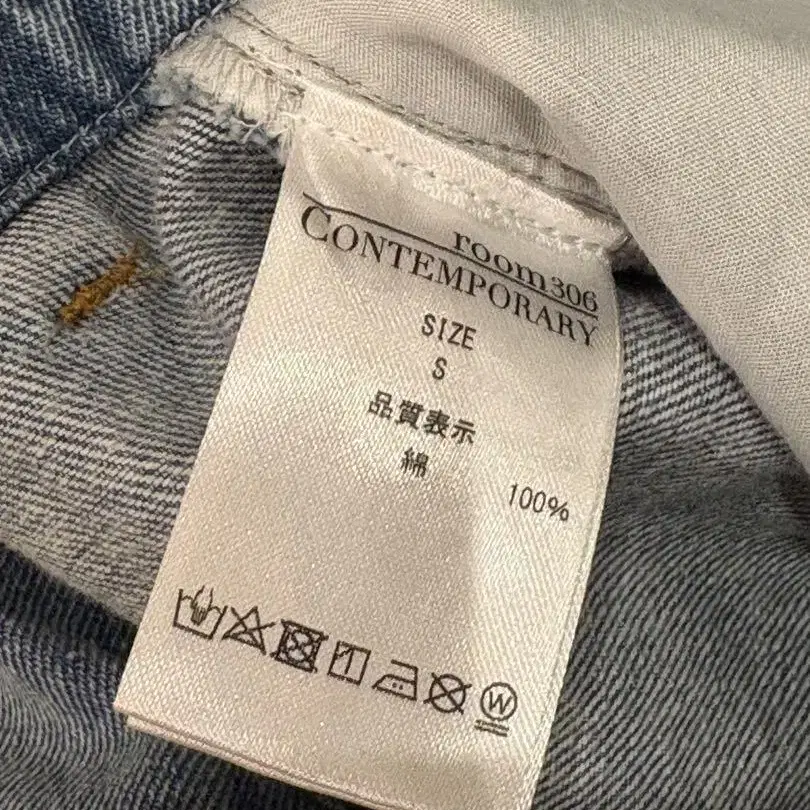 room306
CONTEMPORARY
SIZE
S
品質表示
綿
100%
W